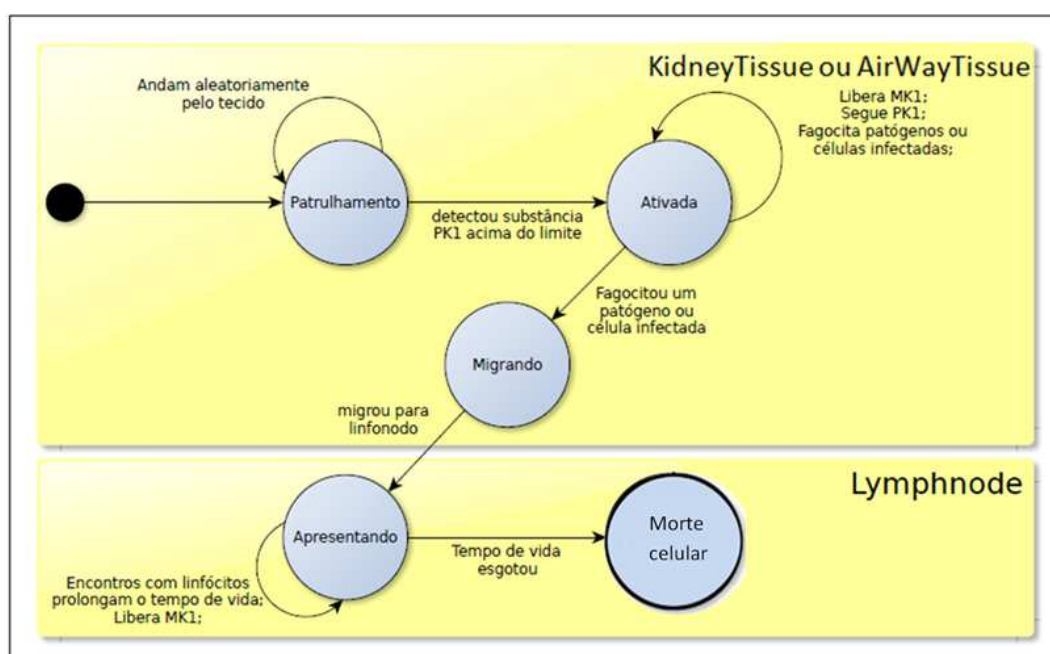 KidneyTissue ou AirWayTissue
Andam aleatoriamente
pelo tecido
Libera MK1;
Segue PK1;
Fagocita patógenos ou
células infectadas;
Patrulhamento
detectou substância
PK1 acima do limite
Ativada
Fagocitou um
patógeno ou
célula infectada
Migrando
migrou para
linfonodo
Lymphnode
Apresentando
Encontros com linfócitos
prolongam o tempo de vida;
Libera MK1;
Tempo de vida
esgotou
Morte
celular